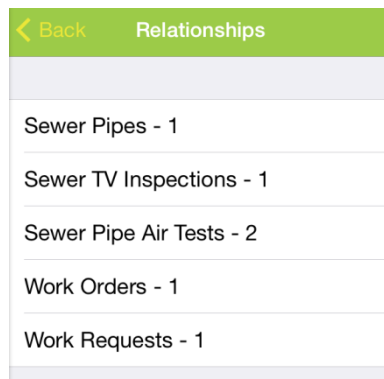 Back Relationships
Sewer Pipes - 1
Sewer TV Inspections - 1
Sewer Pipe Air Tests - 2
Work Orders - 1
Work Requests - 1